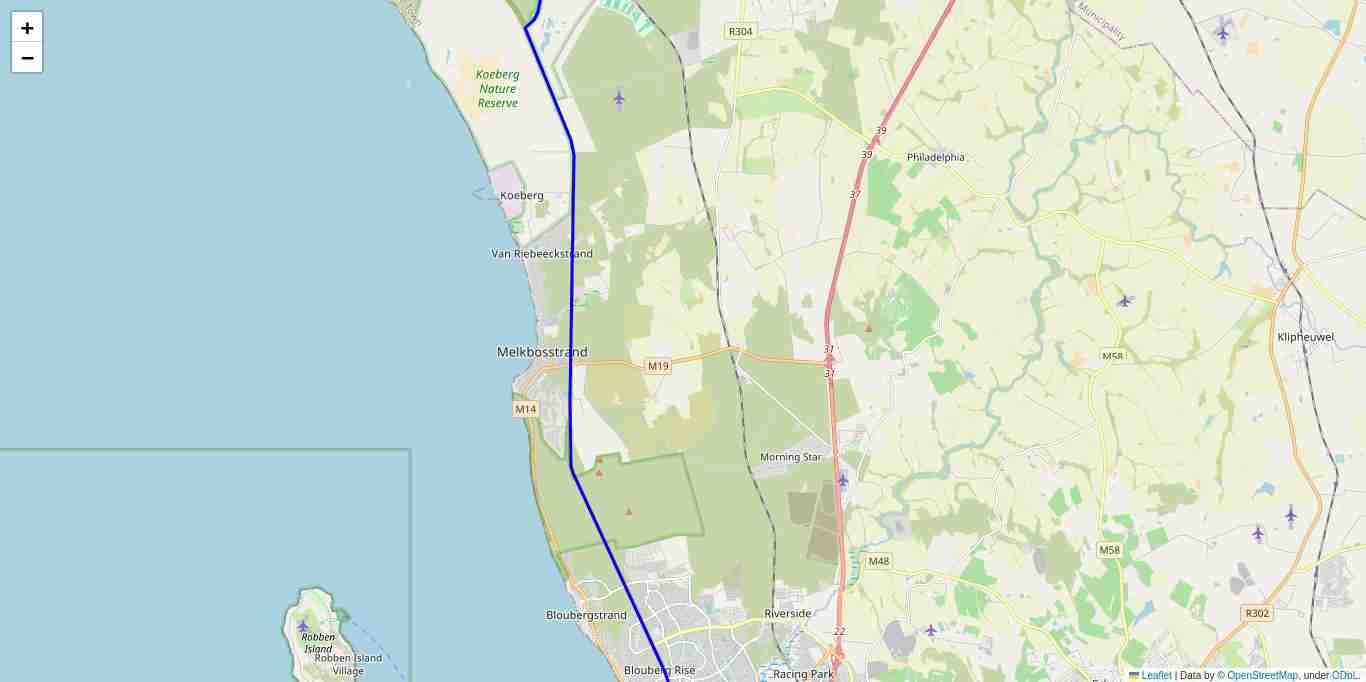 +
−
Town
Municipality
R304
Koeberg
Nature
Reserve
39
39
Philadelphia
37
Koeberg
Van Riebeeckstrand
Melkbosstrand
M19
31
31
M58
Klipheuwel
M14
Morning Star
M58
M48
Riverside
R302
22
Bloubergstrand
Robben
Island
Robben Island
Village
Blouberg Rise
Racing Park
Leaflet | Data by © OpenStreetMap, under ODbL.